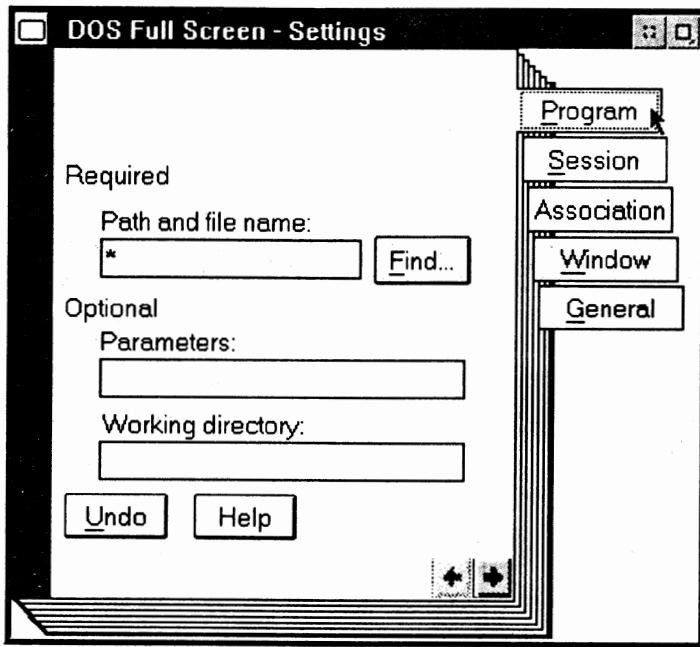 DOS Full Screen - Settings
Program
Session
Association
Window
General
Required
Path and file name:
*
Find...
Optional
Parameters:
Working directory:
Undo
Help